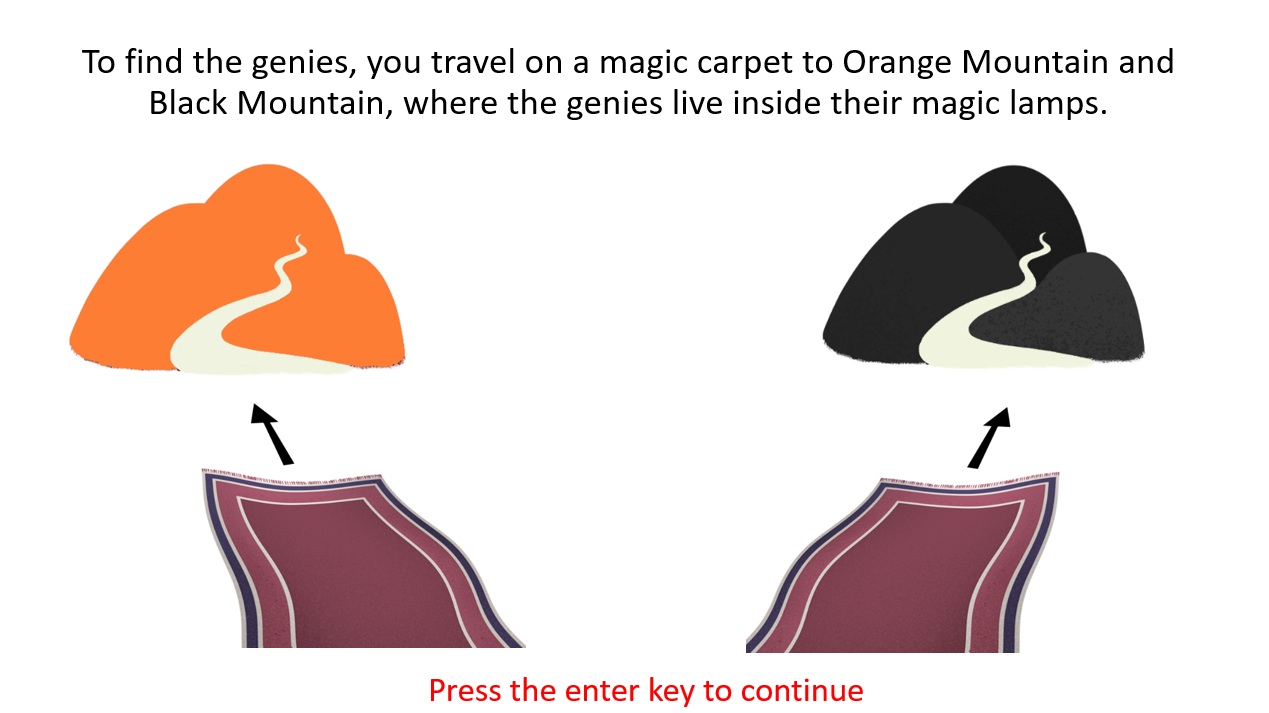 To find the genies, you travel on a magic carpet to Orange Mountain and
Black Mountain, where the genies live inside their magic lamps.
Press the enter key to continue